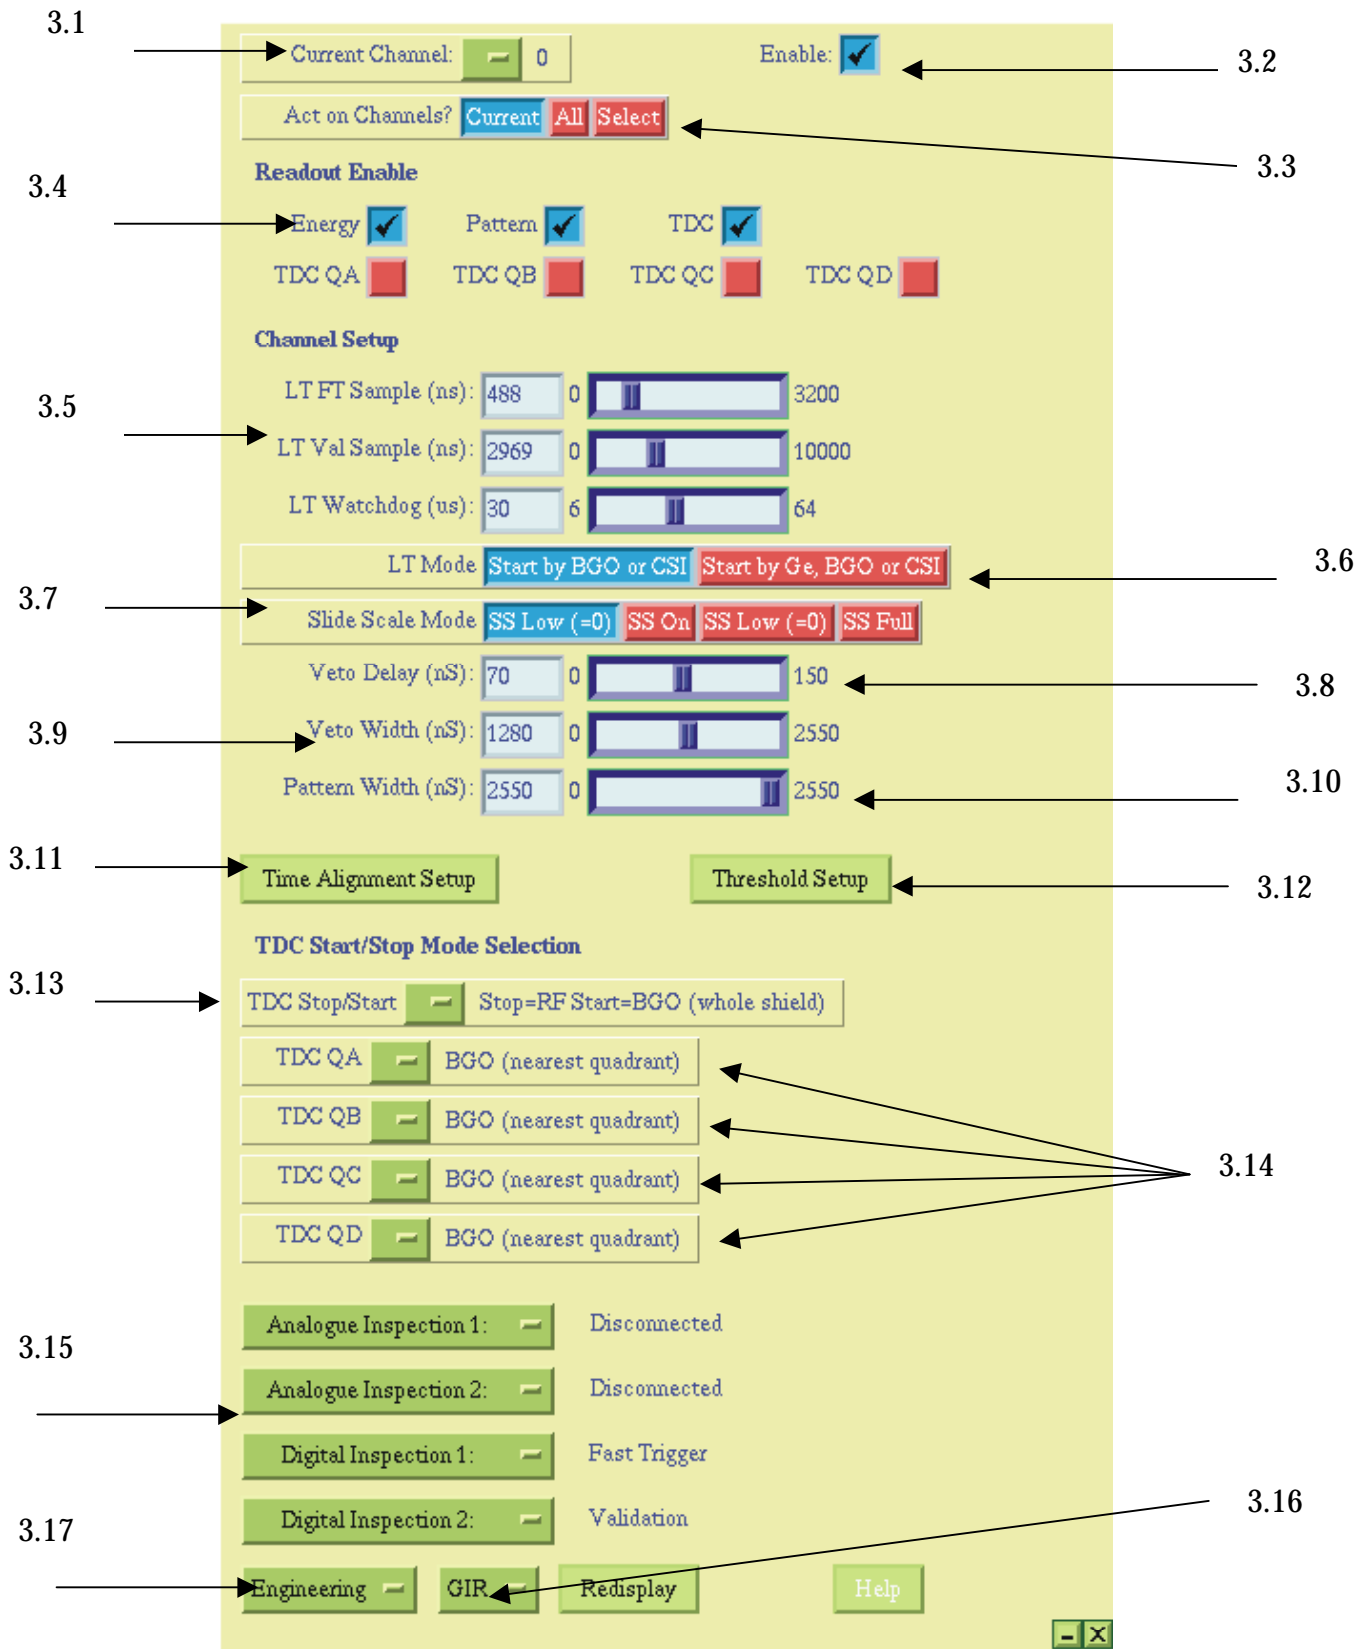 3.1
Current Channel: 0 Enable:
3.2
Act on Channels? Current All Select
3.3
Readout Enable
3.4
Energy Pattern TDC
TDC QA TDC QB TDC QC TDC QD
Channel Setup
3.5
LT FT Sample (ns): 488 0 3200
LT Val Sample (ns): 2969 0 10000
LT Watchdog (us): 30 6 64
LT Mode Start by BGO or CSI Start by Ge, BGO or CSI
3.6
3.7
Slide Scale Mode SS Low (=0) SS On SS Low (=0) SS Full
Veto Delay (nS): 70 0 150
3.8
3.9
Veto Width (nS): 1280 0 2550
Pattern Width (nS): 2550 0 2550
3.10
3.11
Time Alignment Setup Threshold Setup
3.12
TDC Start/Stop Mode Selection
3.13
TDC Stop/Start Stop=RF Start=BGO (whole shield)
TDC QA BGO (nearest quadrant)
TDC QB BGO (nearest quadrant)
TDC QC BGO (nearest quadrant)
3.14
TDC QD BGO (nearest quadrant)
Analogue Inspection 1: Disconnected
3.15
Analogue Inspection 2: Disconnected
Digital Inspection 1: Fast Trigger
3.16
Digital Inspection 2: Validation
3.17
Engineering GIR Redisplay Help